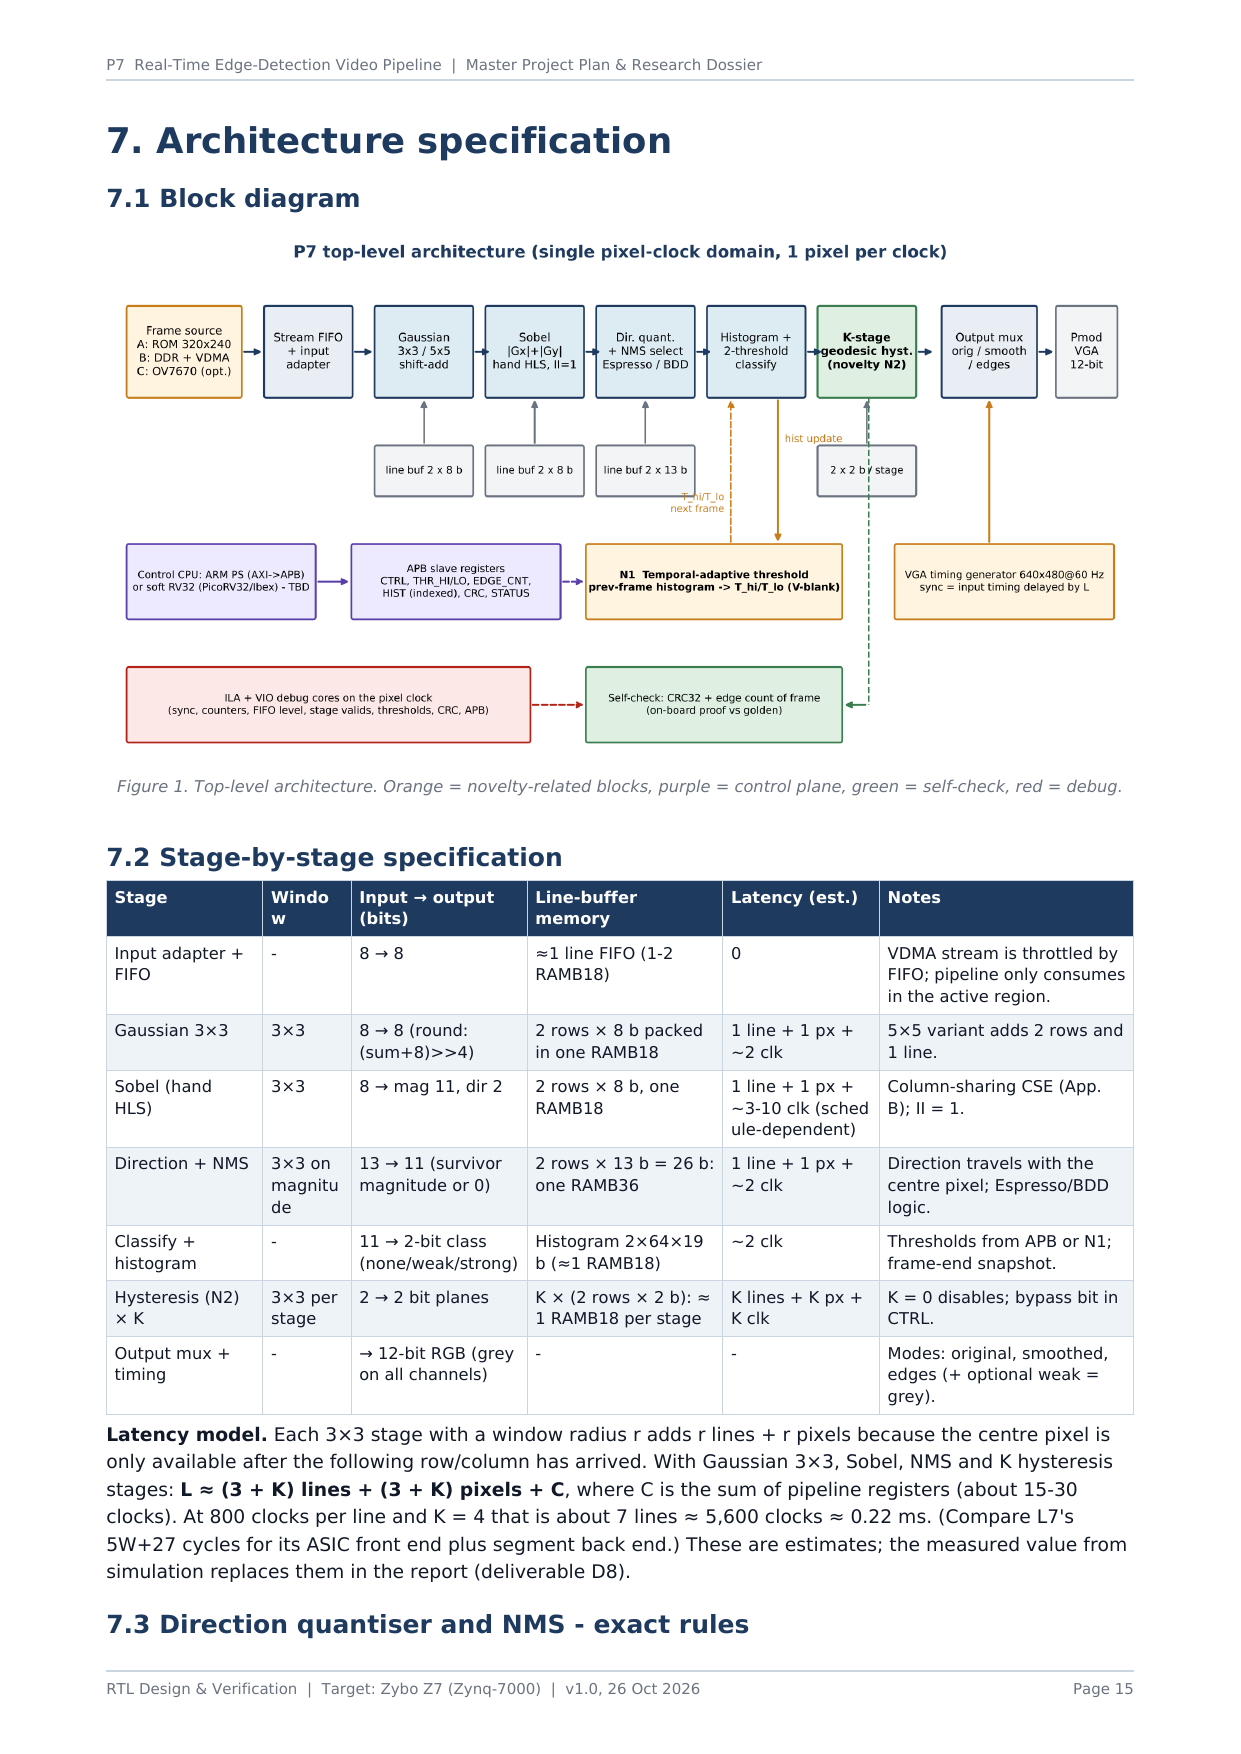 P7 Real-Time Edge-Detection Video Pipeline | Master Project Plan & Research Dossier
7. Architecture specification
7.1 Block diagram
P7 top-level architecture (single pixel-clock domain, 1 pixel per clock)
Frame source
A: ROM 320x240
B: DDR + VDMA
C: OV7670 (opt.)
Stream FIFO
+ input
adapter
Gaussian
3x3 / 5x5
shift-add
Sobel
|Gx|+|Gy|
hand HLS, II=1
Dir. quant.
+ NMS select
Espresso / BDD
Histogram +
2-threshold
classify
K-stage
geodesic hyst.
(novelty N2)
Output mux
orig / smooth
/ edges
Pmod
VGA
12-bit
hist update
line buf 2 x 8 b
line buf 2 x 8 b
line buf 2 x 13 b
2 x 2 b / stage
T_hi/T_lo
next frame
Control CPU: ARM PS (AXI->APB)
or soft RV32 (PicoRV32/Ibex) - TBD
APB slave registers
CTRL, THR_HI/LO, EDGE_CNT,
HIST (indexed), CRC, STATUS
N1 Temporal-adaptive threshold
prev-frame histogram -> T_hi/T_lo (V-blank)
VGA timing generator 640x480@60 Hz
sync = input timing delayed by L
ILA + VIO debug cores on the pixel clock
(sync, counters, FIFO level, stage valids, thresholds, CRC, APB)
Self-check: CRC32 + edge count of frame
(on-board proof vs golden)
Figure 1. Top-level architecture. Orange = novelty-related blocks, purple = control plane, green = self-check, red = debug.
7.2 Stage-by-stage specification
Stage
Windo
w
Input → output
(bits)
Line-buffer
memory
Latency (est.)
Notes
Input adapter +
FIFO
-
8 → 8
≈1 line FIFO (1-2
RAMB18)
0
VDMA stream is throttled by
FIFO; pipeline only consumes
in the active region.
Gaussian 3×3
3×3
8 → 8 (round:
(sum+8)>>4)
2 rows × 8 b packed
in one RAMB18
1 line + 1 px +
~2 clk
5×5 variant adds 2 rows and
1 line.
Sobel (hand
HLS)
3×3
8 → mag 11, dir 2
2 rows × 8 b, one
RAMB18
1 line + 1 px +
~3-10 clk (sched
ule-dependent)
Column-sharing CSE (App.
B); II = 1.
Direction + NMS
3×3 on
magnitu
de
13 → 11 (survivor
magnitude or 0)
2 rows × 13 b = 26 b:
one RAMB36
1 line + 1 px +
~2 clk
Direction travels with the
centre pixel; Espresso/BDD
logic.
Classify +
histogram
-
11 → 2-bit class
(none/weak/strong)
Histogram 2×64×19
b (≈1 RAMB18)
~2 clk
Thresholds from APB or N1;
frame-end snapshot.
Hysteresis (N2)
× K
3×3 per
stage
2 → 2 bit planes
K × (2 rows × 2 b): ≈
1 RAMB18 per stage
K lines + K px +
K clk
K = 0 disables; bypass bit in
CTRL.
Output mux +
timing
-
→ 12-bit RGB (grey
on all channels)
-
-
Modes: original, smoothed,
edges (+ optional weak =
grey).
Latency model. Each 3×3 stage with a window radius r adds r lines + r pixels because the centre pixel is
only available after the following row/column has arrived. With Gaussian 3×3, Sobel, NMS and K hysteresis
stages: L ≈ (3 + K) lines + (3 + K) pixels + C, where C is the sum of pipeline registers (about 15-30
clocks). At 800 clocks per line and K = 4 that is about 7 lines ≈ 5,600 clocks ≈ 0.22 ms. (Compare L7's
5W+27 cycles for its ASIC front end plus segment back end.) These are estimates; the measured value from
simulation replaces them in the report (deliverable D8).
7.3 Direction quantiser and NMS - exact rules
RTL Design & Verification | Target: Zybo Z7 (Zynq-7000) | v1.0, 26 Oct 2026
Page 15